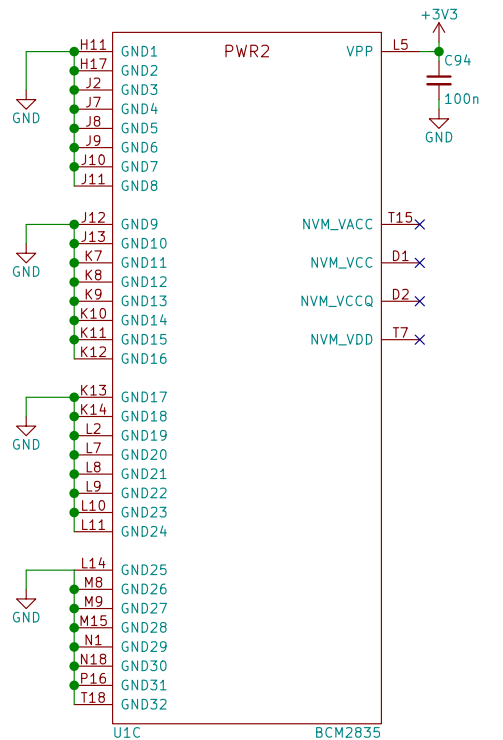 +3V3
H11 GND1 PWR2 VPP L5
C94
H17 GND2
J2 GND3
100n
J7 GND4
J8 GND5
GND
GND
J9 GND6
J10 GND7
J11 GND8
J12 GND9 NVM_VACC T15
J13 GND10
K7 GND11 NVM_VCC D1
GND
K8 GND12
K9 GND13 NVM_VCCQ D2
K10 GND14
K11 GND15 NVM_VDD T7
K12 GND16
K13 GND17
K14 GND18
L2 GND19
GND
L7 GND20
L8 GND21
L9 GND22
L10 GND23
L11 GND24
L14 GND25
M8 GND26
M9 GND27
GND
M15 GND28
N1 GND29
N18 GND30
P16 GND31
T18 GND32
U1C BCM2835